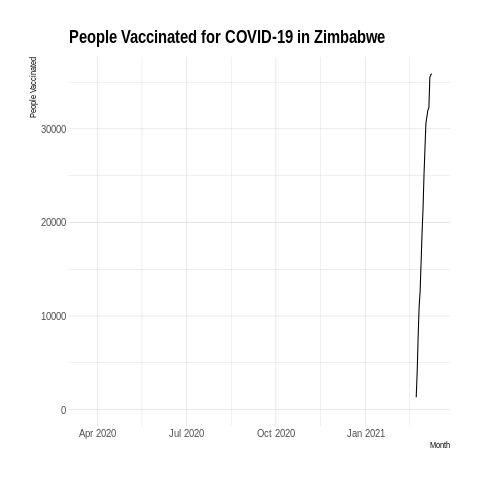 People Vaccinated for COVID-19 in Zimbabwe
People Vaccinated
30000
20000
10000
0
Apr 2020 Jul 2020 Oct 2020 Jan 2021
Month